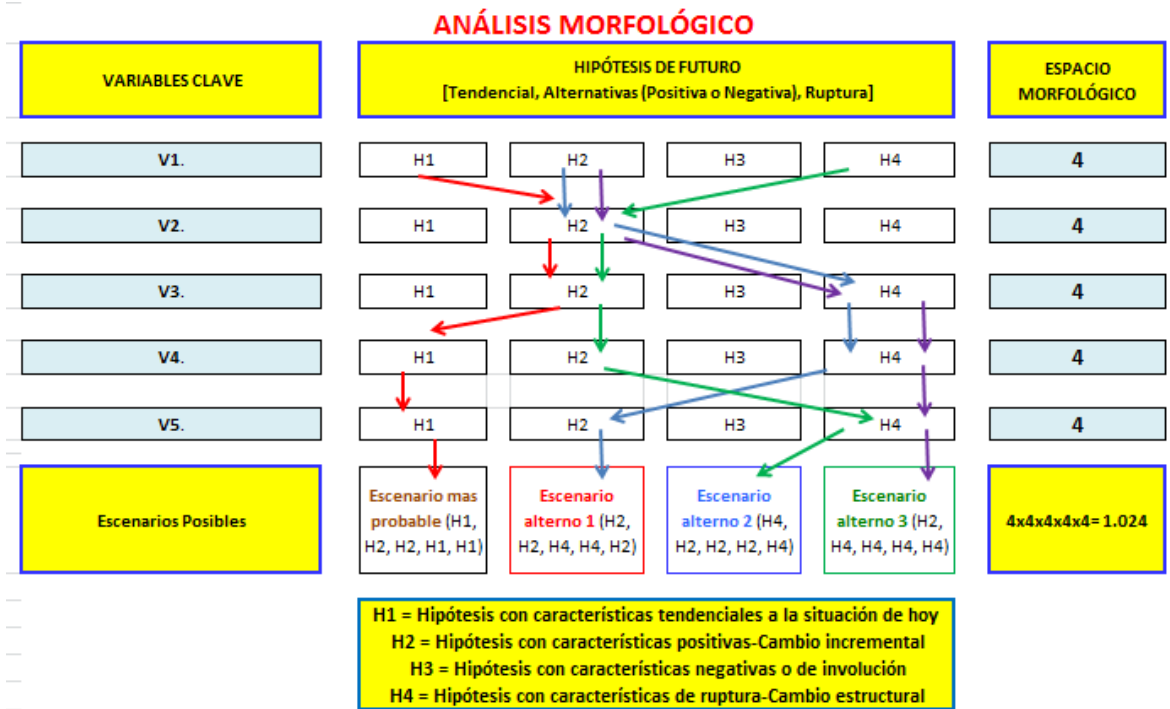 ANÁLISIS MORFOLÓGICO
VARIABLES CLAVE
HIPÓTESIS DE FUTURO
[Tendencial, Alternativas (Positiva o Negativa), Ruptura]
ESPACIO
MORFOLÓGICO
V1.
H1
H2
H3
H4
4
V2.
H1
H2
H3
H4
4
V3.
H1
H2
H3
H4
4
V4.
H1
H2
H3
H4
4
V5.
H1
H2
H3
H4
4
Escenarios Posibles
Escenario mas
probable (H1,
H2, H2, H1, H1)
Escenario
alterno 1 (H2,
H2, H4, H4, H2)
Escenario
alterno 2 (H4,
H2, H2, H2, H4)
Escenario
alterno 3 (H2,
H4, H4, H4, H4)
4x4x4x4x4= 1.024
H1 = Hipótesis con características tendenciales a la situación de hoy
H2 = Hipótesis con características positivas-Cambio incremental
H3 = Hipótesis con características negativas o de involución
H4 = Hipótesis con características de ruptura-Cambio estructural